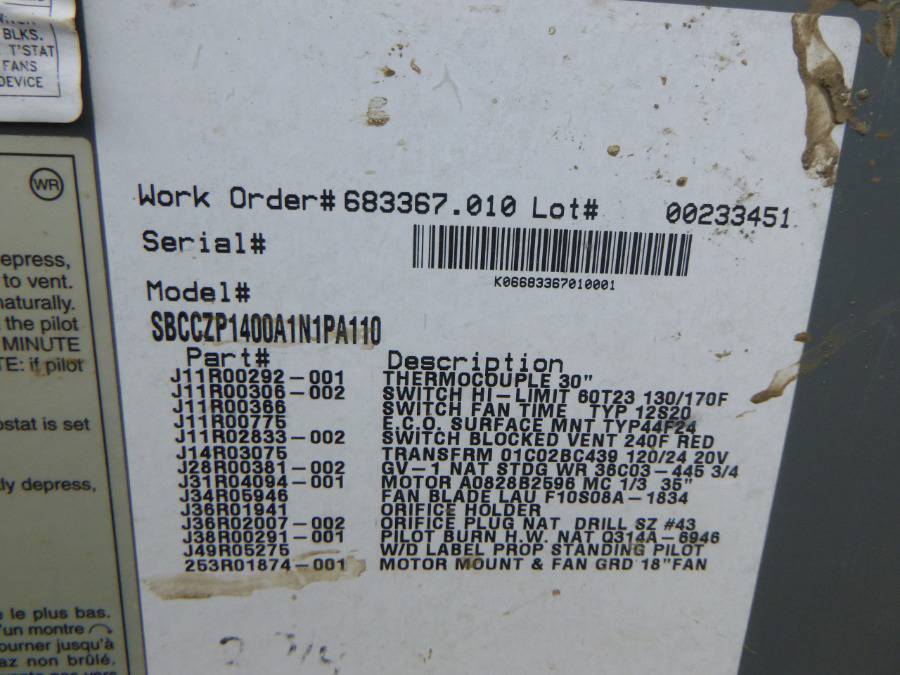 BLKS.
T'STAT
FANS
DEVICE
WR
epress,
to vent.
naturally.
the pilot
MINUTE
TE: if pilot
ostat is set
ly depress,
le plus bas.
'un montre
ourner jusqu'à
az non brûlé.
Work Order# 683367.010 Lot# 00233451
Serial#
K06683367010001
Model#
SBCCZP1400A1N1PA110
Part# Description
J11R00292-001 THERMOCOUPLE 30"
J11R00306-002 SWITCH HI-LIMIT 60T23 130/170F
J11R00366 SWITCH FAN TIME TYP 12S20
J11R00775 E.C.O. SURFACE MNT TYP44F24
J11R02833-002 SWITCH BLOCKED VENT 240F RED
J14R03075 TRANSFRM 01C02BC439 120/24 20V
J28R00381-002 GV-1 NAT STDG WR 36C03-445 3/4
J31R04094-001 MOTOR A0828B2596 MC 1/3 35"
J34R05946 FAN BLADE LAU F10S08A-1834
J36R01941 ORIFICE HOLDER
J36R02007-002 ORIFICE PLUG NAT DRILL SZ #43
J38R00291-001 PILOT BURN H.W. NAT Q314A-6946
J49R05275 W/D LABEL PROP STANDING PILOT
253R01874-001 MOTOR MOUNT & FAN GRD 18"FAN